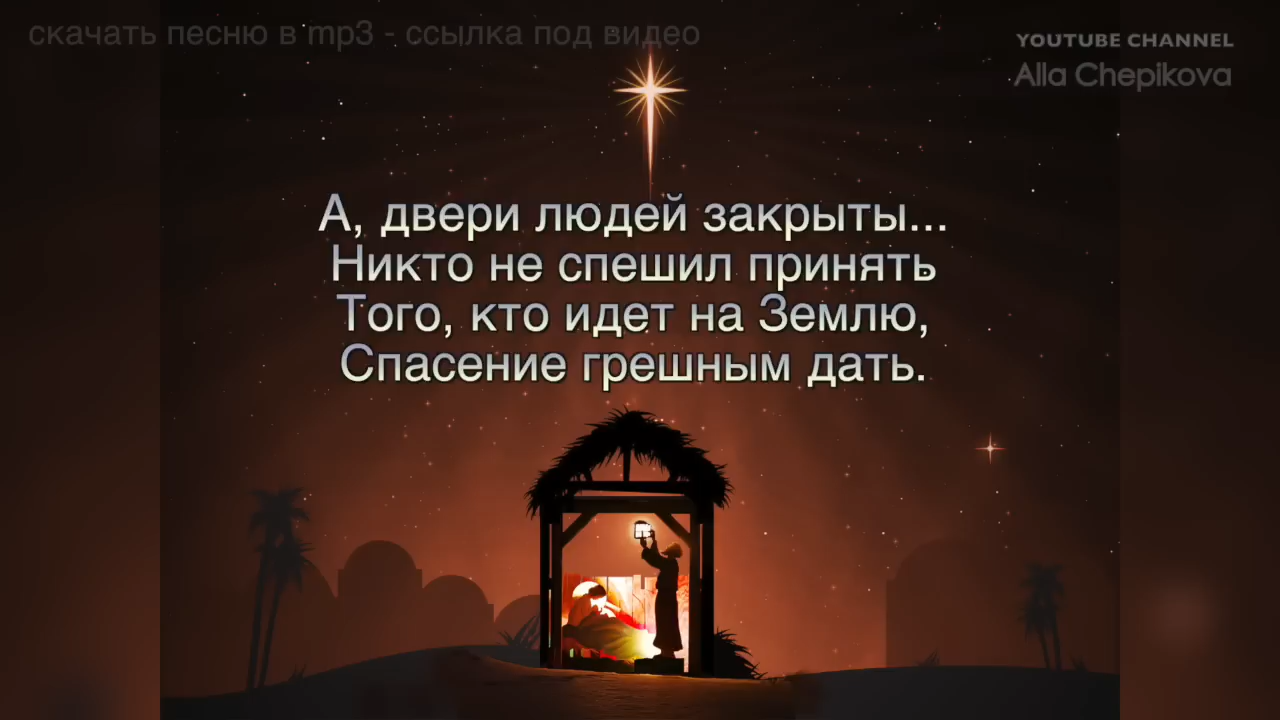 скачать песню в mp3 - ссылка под видео
YOUTUBE CHANNEL
Alla Chepikova
А, двери людей закрыты...
Никто не спешил принять
Того, кто идет на Землю,
Спасение грешным дать.